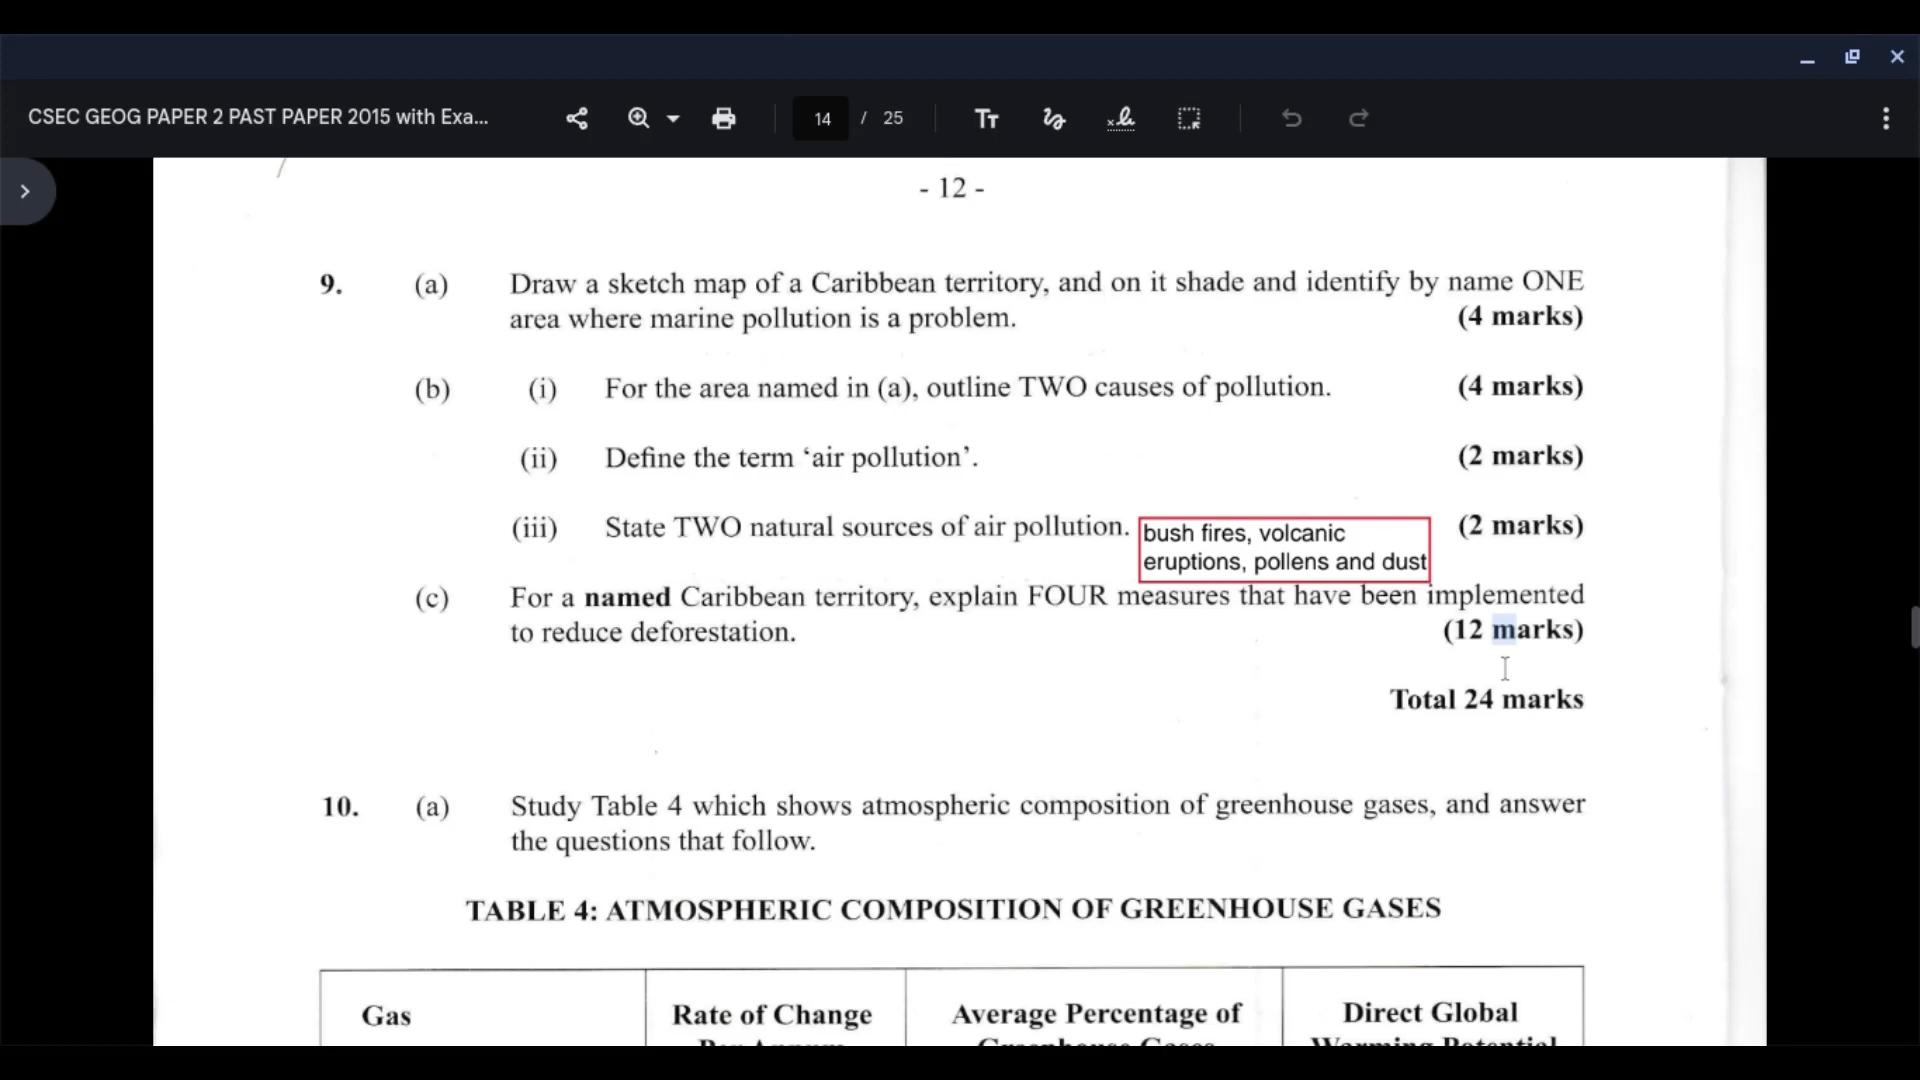 CSEC GEOG PAPER 2 PAST PAPER 2015 with Exa...
14 / 25
- 12 -
9. (a) Draw a sketch map of a Caribbean territory, and on it shade and identify by name ONE
area where marine pollution is a problem. (4 marks)
(b) (i) For the area named in (a), outline TWO causes of pollution. (4 marks)
(ii) Define the term ‘air pollution’. (2 marks)
(iii) State TWO natural sources of air pollution. (2 marks)
bush fires, volcanic
eruptions, pollens and dust
(c) For a named Caribbean territory, explain FOUR measures that have been implemented
to reduce deforestation. (12 marks)
Total 24 marks
10. (a) Study Table 4 which shows atmospheric composition of greenhouse gases, and answer
the questions that follow.
TABLE 4: ATMOSPHERIC COMPOSITION OF GREENHOUSE GASES
Gas Rate of Change Average Percentage of Direct Global
Per Annum Greenhouse Gases Warming Potential